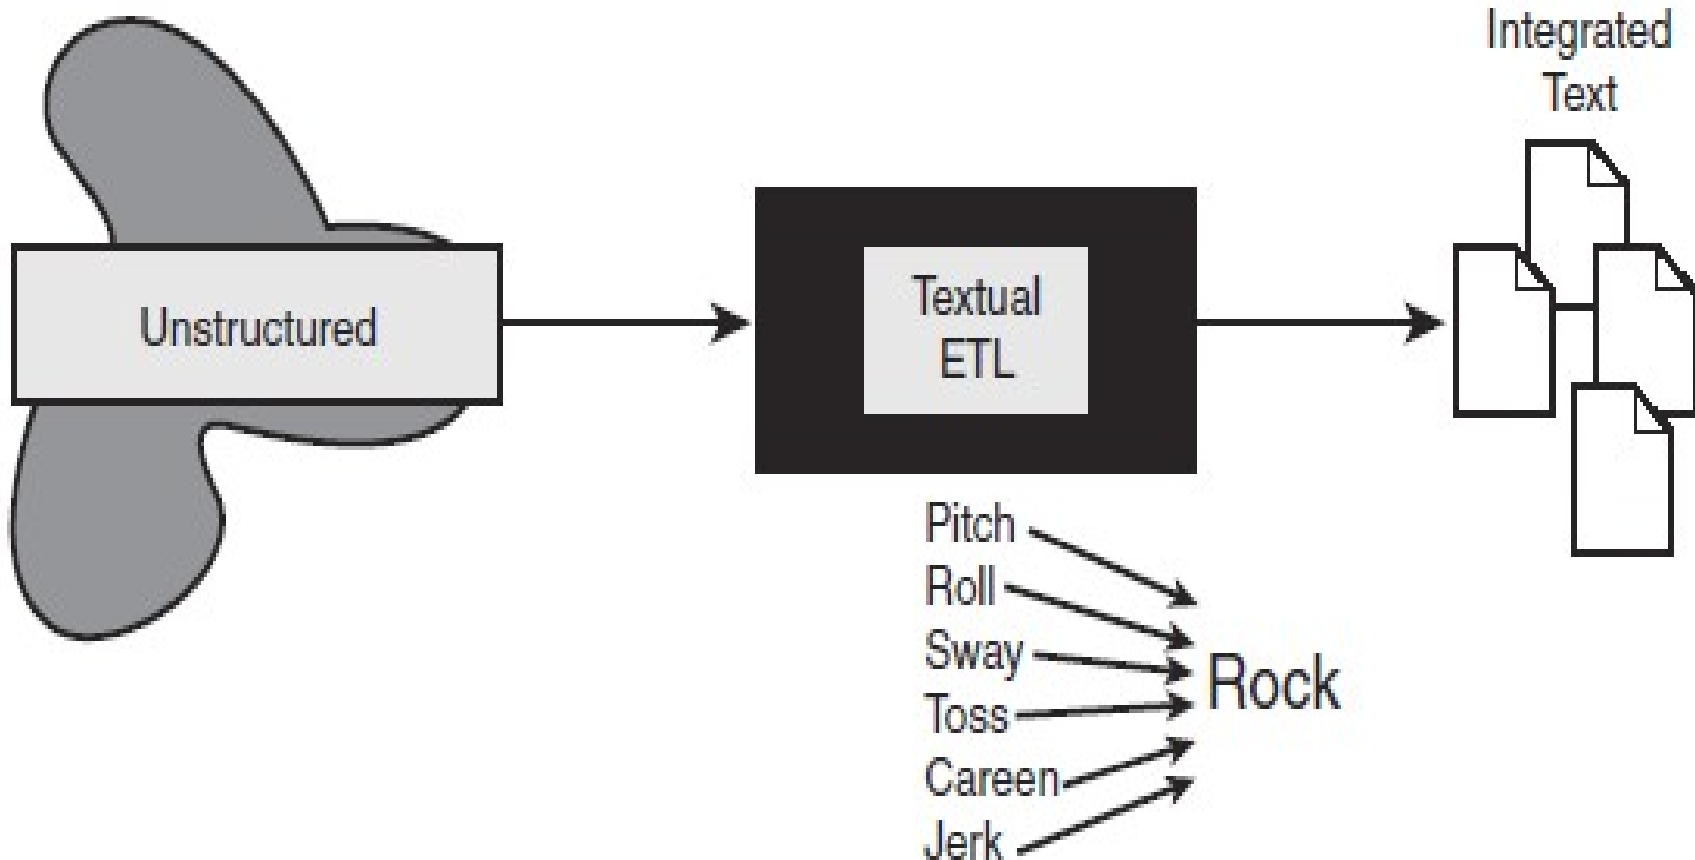 Integrated
Text
Unstructured
Textual
ETL
Pitch
Roll
Sway
Toss
Careen
Jerk
Rock